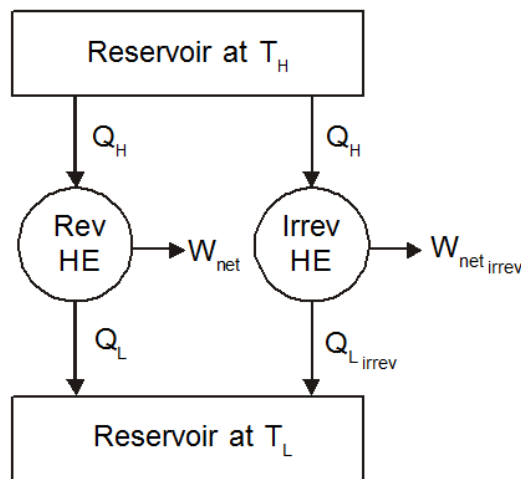 Reservoir at T_H
Q_H Q_H
Rev Irrev
HE W_net HE W_net irrev
Q_L Q_L irrev
Reservoir at T_L